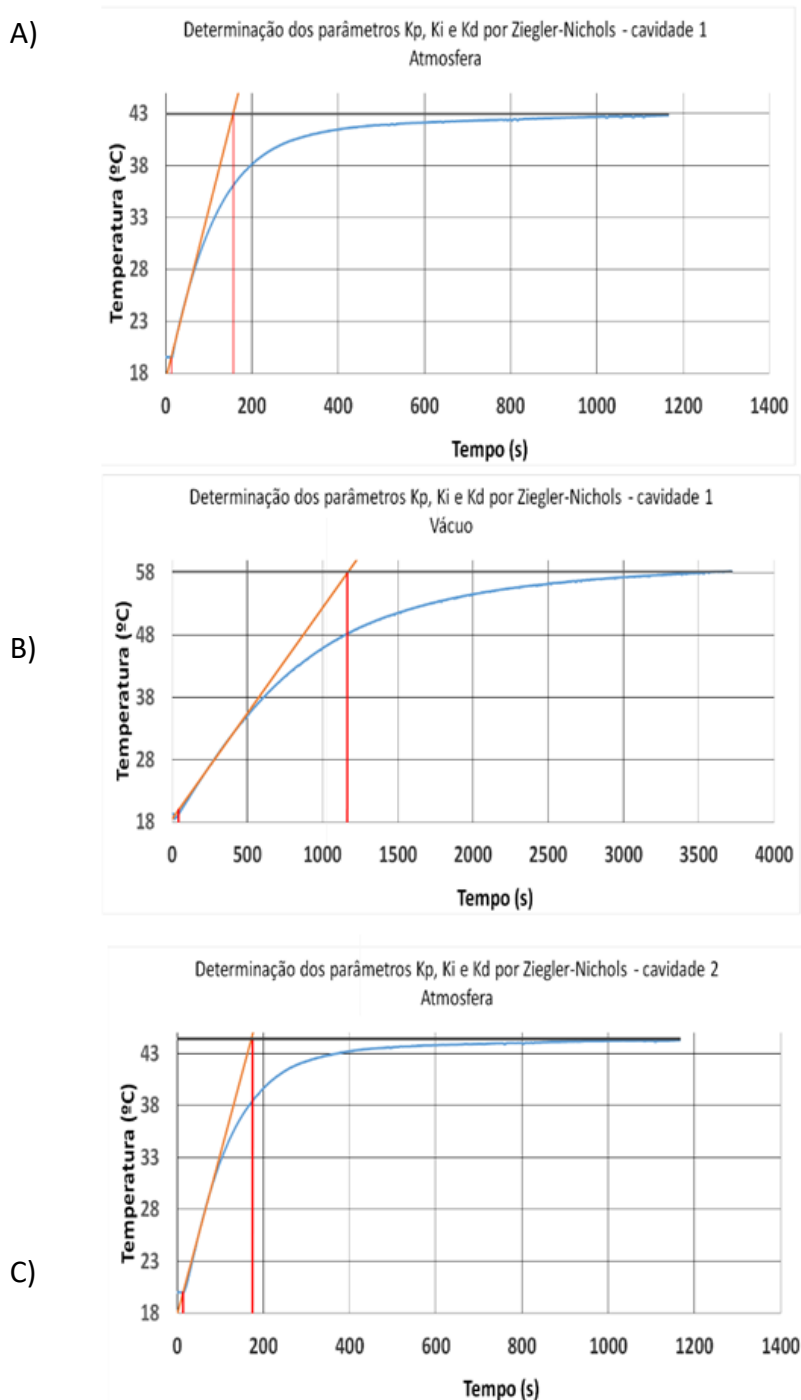 A)
Determinação dos parâmetros Kp, Ki e Kd por Ziegler-Nichols - cavidade 1
Atmosfera
Temperatura (ºC)
43
38
33
28
23
18
0 200 400 600 800 1000 1200 1400
Tempo (s)
B)
Determinação dos parâmetros Kp, Ki e Kd por Ziegler-Nichols - cavidade 1
Vácuo
Temperatura (ºC)
58
48
38
28
18
0 500 1000 1500 2000 2500 3000 3500 4000
Tempo (s)
C)
Determinação dos parâmetros Kp, Ki e Kd por Ziegler-Nichols - cavidade 2
Atmosfera
Temperatura (ºC)
43
38
33
28
23
18
0 200 400 600 800 1000 1200 1400
Tempo (s)